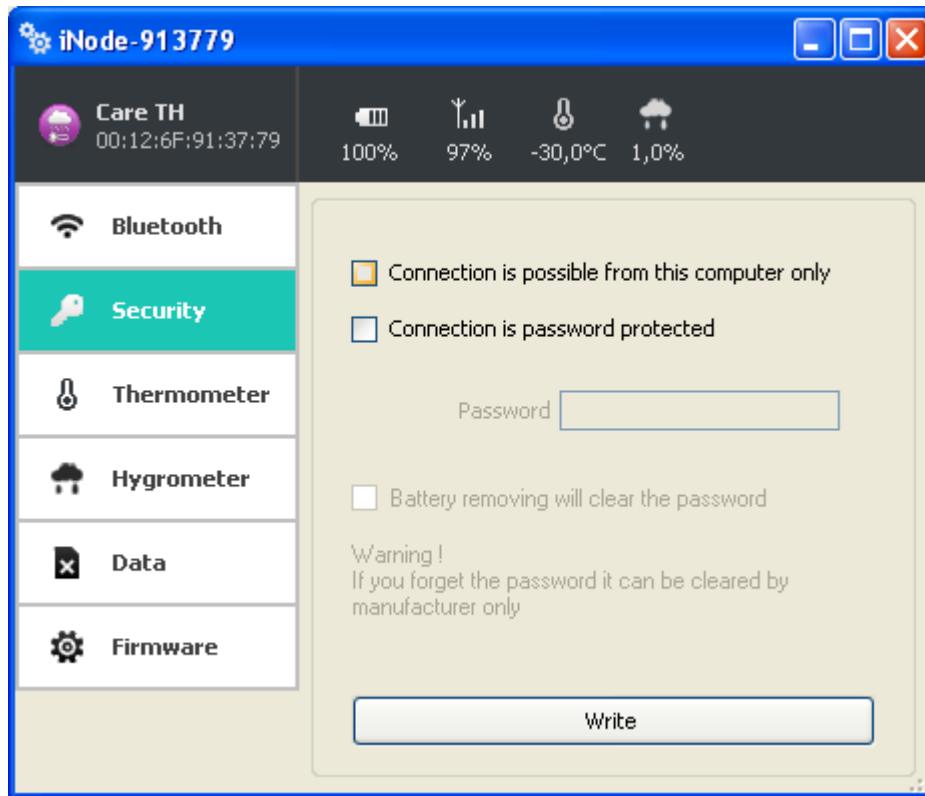 iNode-913779
Care TH
00:12:6F:91:37:79
100%
97%
-30,0°C
1,0%
Bluetooth
Security
Thermometer
Hygrometer
Data
Firmware
Connection is possible from this computer only
Connection is password protected
Password
Battery removing will clear the password
Warning !
If you forget the password it can be cleared by
manufacturer only
Write